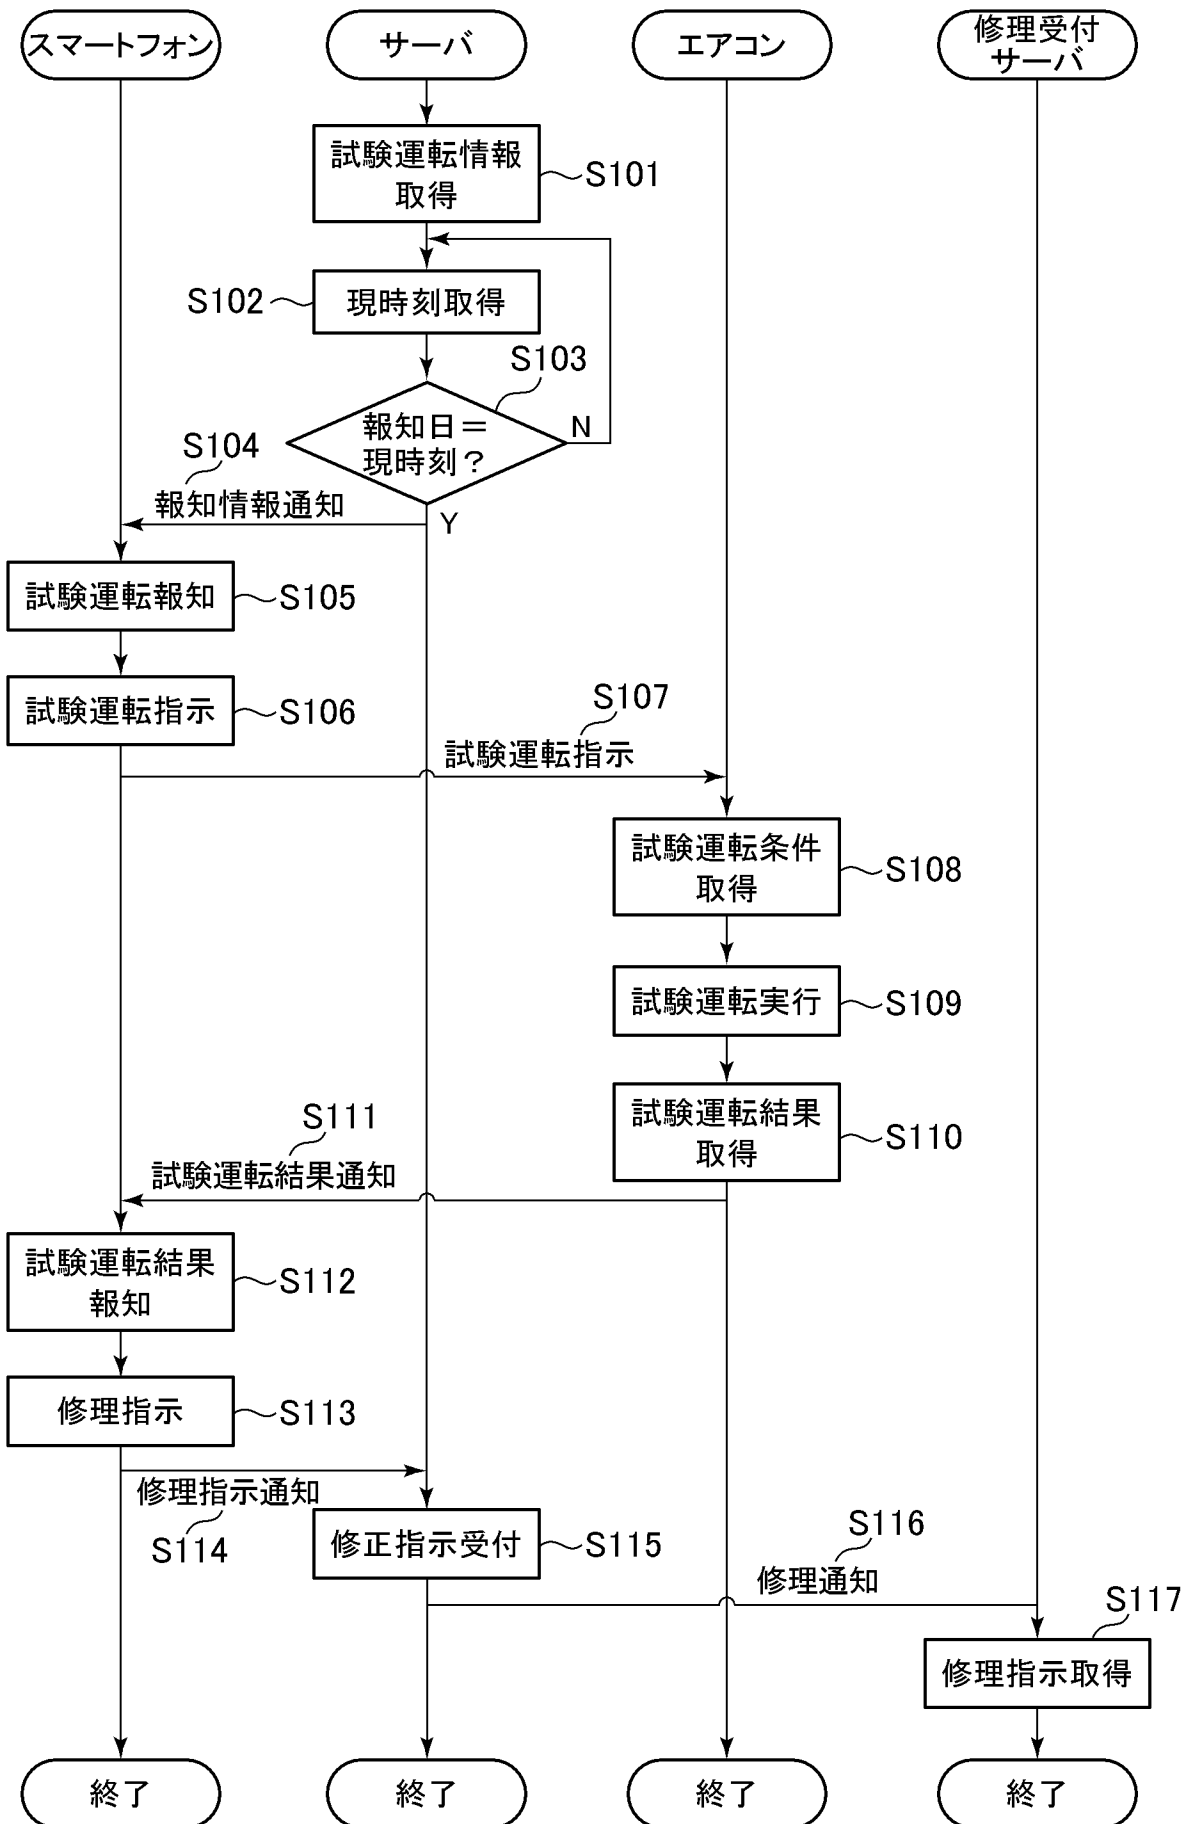 スマートフォン
サーバ
エアコン
修理受付
サーバ
試験運転情報
取得
S101
S102
現時刻取得
S103
報知日＝
現時刻？
N
S104
報知情報通知
Y
試験運転報知
S105
試験運転指示
S106
S107
試験運転指示
試験運転条件
取得
S108
試験運転実行
S109
試験運転結果
取得
S110
S111
試験運転結果通知
試験運転結果
報知
S112
修理指示
S113
修理指示通知
S114
修正指示受付
S115
S116
修理通知
S117
修理指示取得
終了
終了
終了
終了